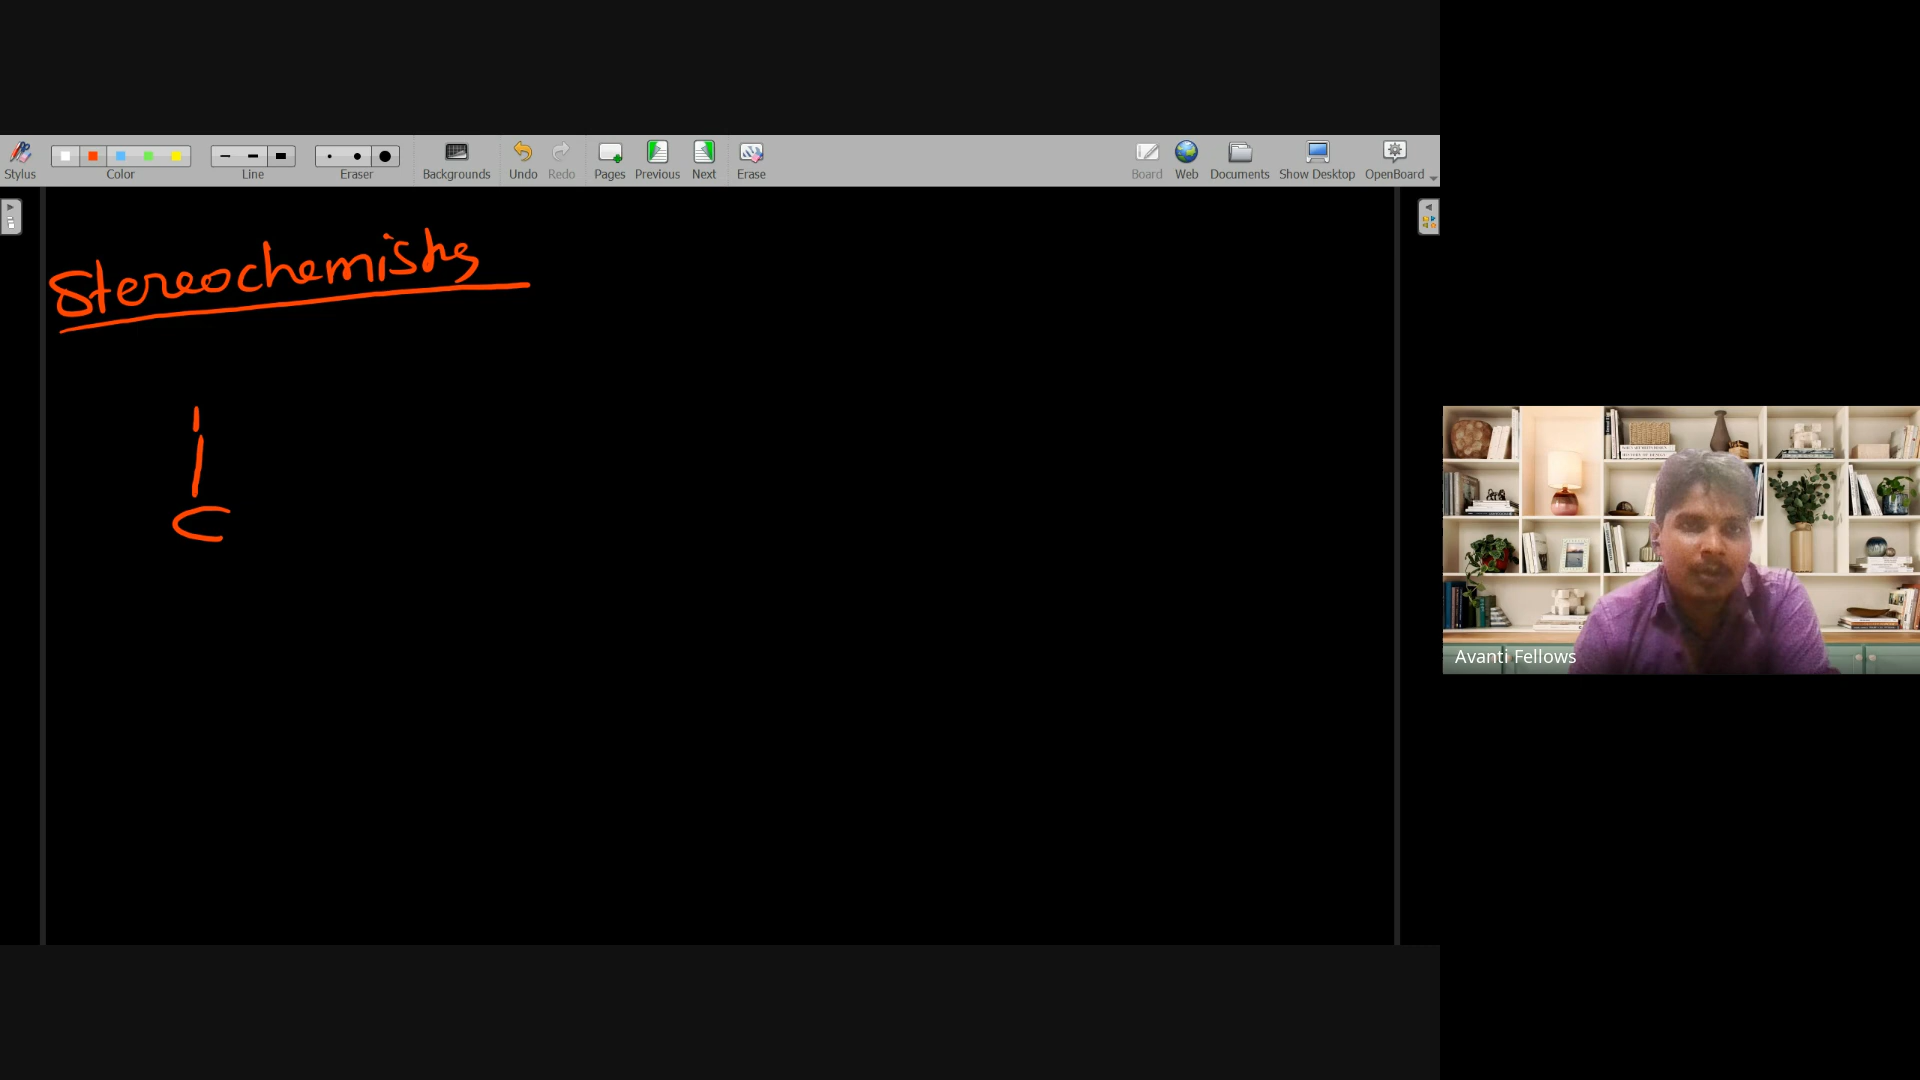 Stylus Color Line Eraser Backgrounds Undo Redo Pages Previous Next Erase Board Web Documents Show Desktop OpenBoard
Stereochemistry
C
Avanti Fellows